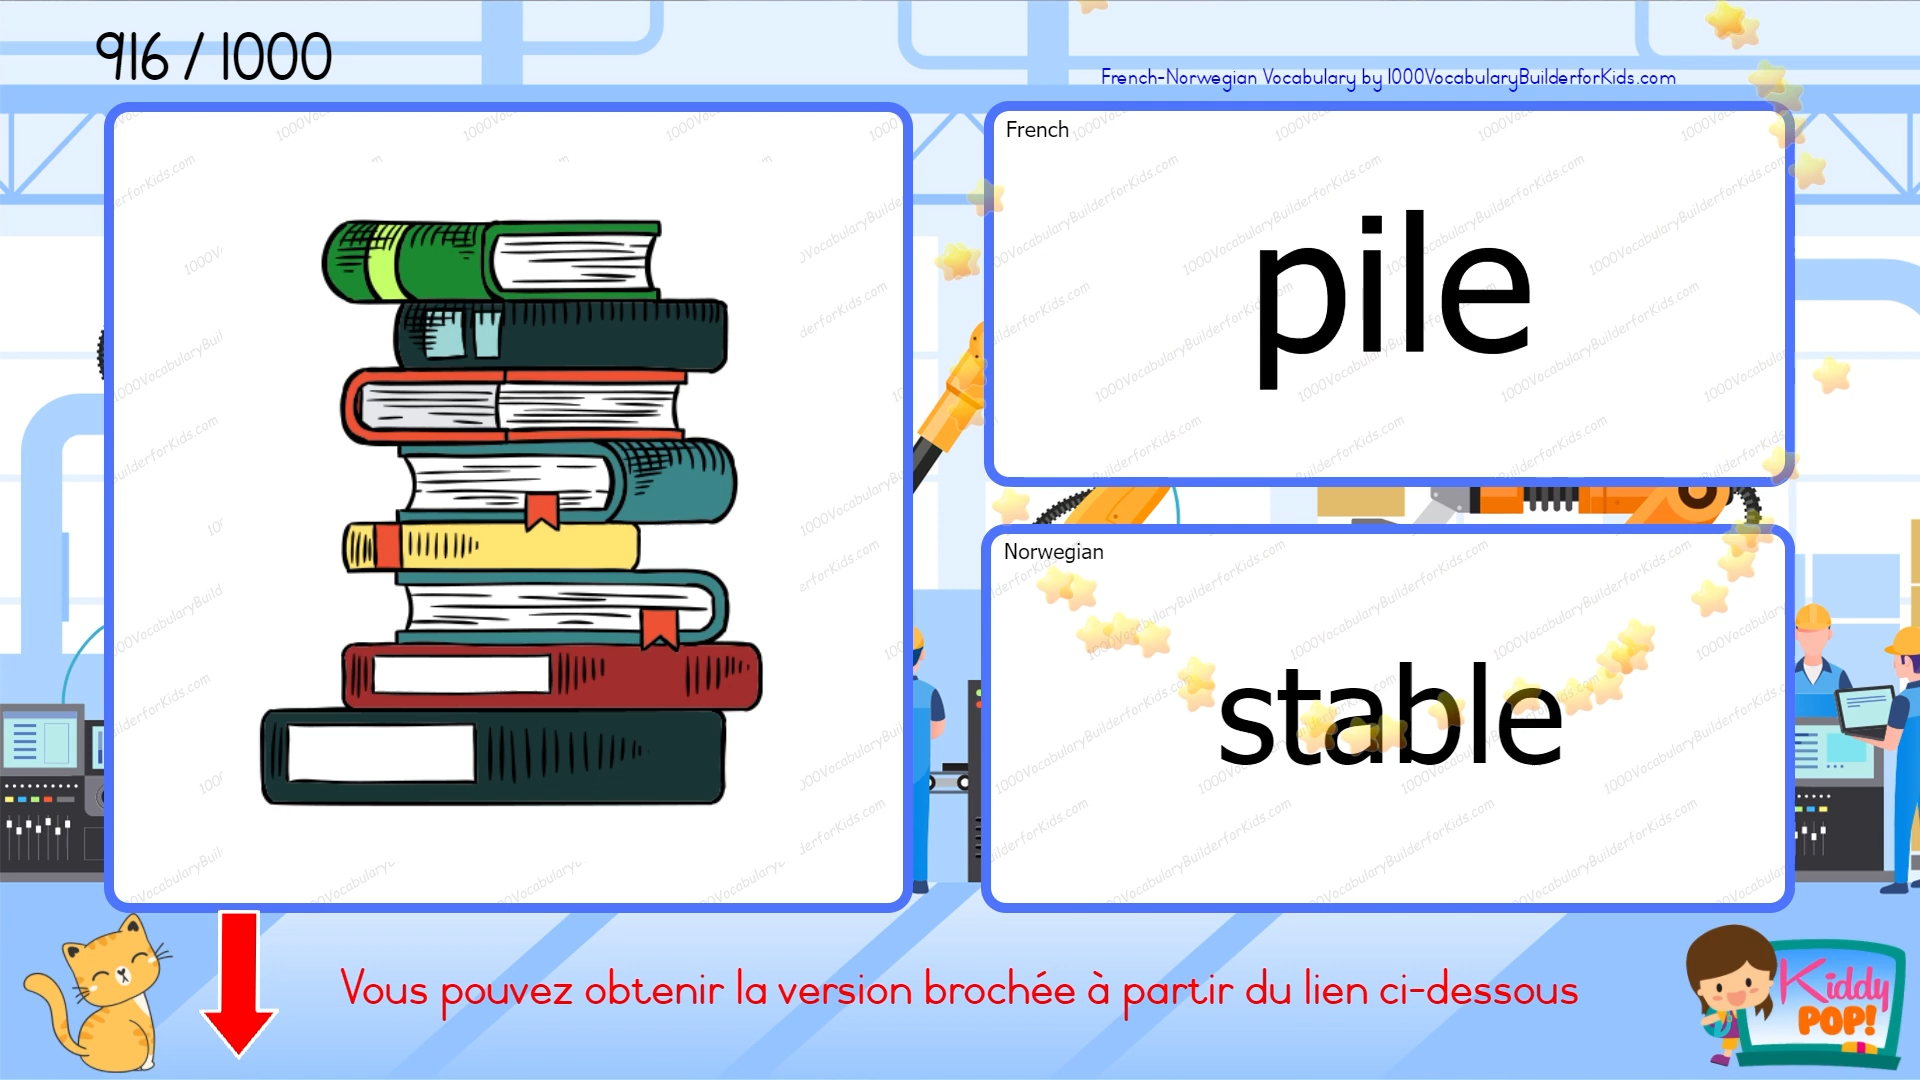 916 / 1000
French-Norwegian Vocabulary by 1000VocabularyBuilderforKids.com
French
pile
Norwegian
stable
Vous pouvez obtenir la version brochée à partir du lien ci-dessous
Kiddy
POP!